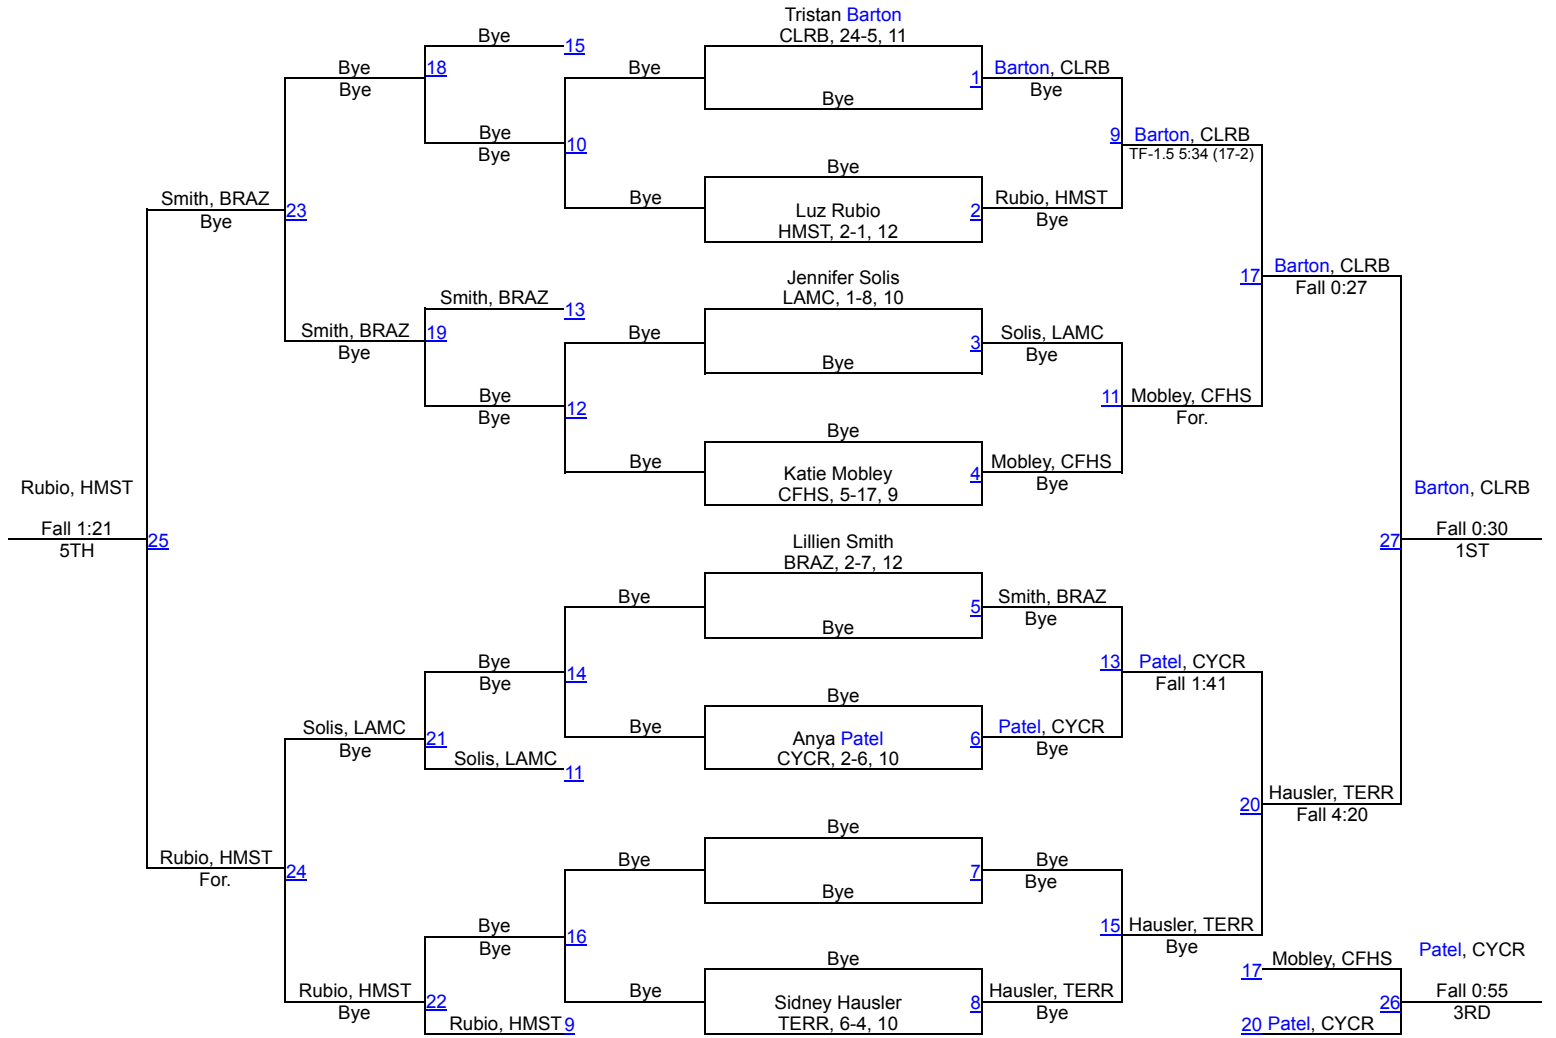 Tristan Barton
CLRB, 24-5, 11
Bye
15
Bye
18
Bye
Bye
1
Barton, CLRB
Bye
Bye
Bye
Bye
10
Bye
9
Barton, CLRB
TF-1.5 5:34 (17-2)
Bye
Smith, BRAZ
23
Bye
Bye
Luz Rubio
HMST, 2-1, 12
2
Rubio, HMST
Bye
Jennifer Solis
LAMC, 1-8, 10
17
Barton, CLRB
Fall 0:27
Smith, BRAZ
13
Smith, BRAZ
19
Bye
Bye
Bye
3
Solis, LAMC
Bye
Bye
12
Bye
11
Mobley, CFHS
For.
Bye
Bye
Katie Mobley
CFHS, 5-17, 9
4
Mobley, CFHS
Bye
Rubio, HMST
Fall 1:21
25
5TH
Barton, CLRB
27
Fall 0:30
1ST
Lillien Smith
BRAZ, 2-7, 12
Bye
Bye
5
Smith, BRAZ
Bye
Bye
14
Bye
13
Patel, CYCR
Fall 1:41
Bye
Bye
Anya Patel
CYCR, 2-6, 10
6
Patel, CYCR
Bye
Solis, LAMC
21
Bye
Solis, LAMC
11
20
Hausler, TERR
Fall 4:20
Bye
Bye
Bye
7
Bye
Bye
Rubio, HMST
24
For.
Bye
16
Bye
15
Hausler, TERR
Bye
Bye
Bye
Sidney Hausler
TERR, 6-4, 10
8
Hausler, TERR
Bye
Rubio, HMST
22
Bye
Rubio, HMST
9
17
Mobley, CFHS
Patel, CYCR
26
Fall 0:55
3RD
20
Patel, CYCR